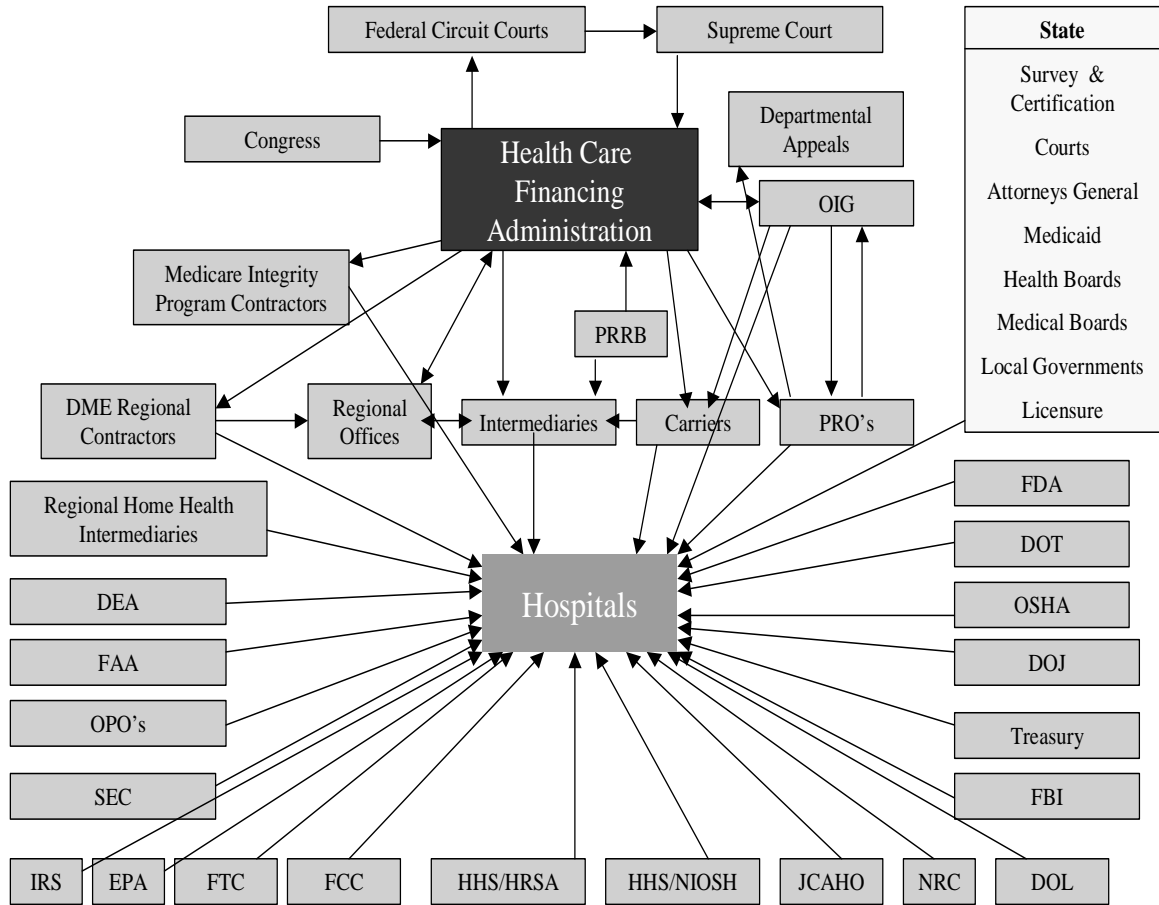 Federal Circuit Courts
Supreme Court
State
Survey &
Certification
Courts
Attorneys General
Medicaid
Health Boards
Medical Boards
Local Governments
Licensure
Congress
Health Care
Financing
Administration
Departmental
Appeals
OIG
Medicare Integrity
Program Contractors
PRRB
DME Regional
Contractors
Regional
Offices
Intermediaries
Carriers
PRO's
Regional Home Health
Intermediaries
FDA
DOT
DEA
Hospitals
OSHA
FAA
DOJ
OPO's
Treasury
SEC
FBI
IRS
EPA
FTC
FCC
HHS/HRSA
HHS/NIOSH
JCAHO
NRC
DOL